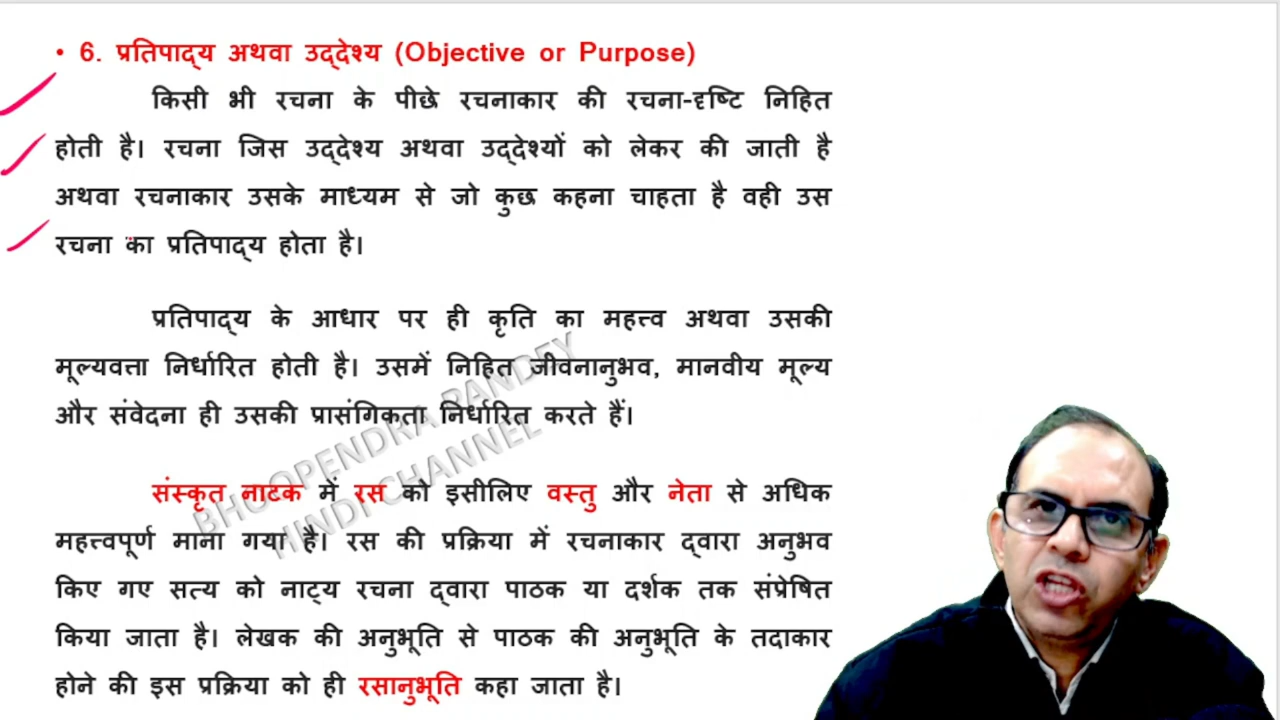 • 6. प्रतिपाद्य अथवा उद्देश्य (Objective or Purpose)
किसी भी रचना के पीछे रचनाकार की रचना-दृष्टि निहित
होती है। रचना जिस उद्देश्य अथवा उद्देश्यों को लेकर की जाती है
अथवा रचनाकार उसके माध्यम से जो कुछ कहना चाहता है वही उस
रचना का प्रतिपाद्य होता है।
प्रतिपाद्य के आधार पर ही कृति का महत्त्व अथवा उसकी
मूल्यवत्ता निर्धारित होती है। उसमें निहित जीवनानुभव, मानवीय मूल्य
और संवेदना ही उसकी प्रासंगिकता निर्धारित करते हैं।
संस्कृत नाटक में रस को इसीलिए वस्तु और नेता से अधिक
महत्त्वपूर्ण माना गया है। रस की प्रक्रिया में रचनाकार द्वारा अनुभव
किए गए सत्य को नाट्य रचना द्वारा पाठक या दर्शक तक संप्रेषित
किया जाता है। लेखक की अनुभूति से पाठक की अनुभूति के तदाकार
होने की इस प्रक्रिया को ही रसानुभूति कहा जाता है।
BHOOPENDRA PANDEY
HINDI CHANNEL